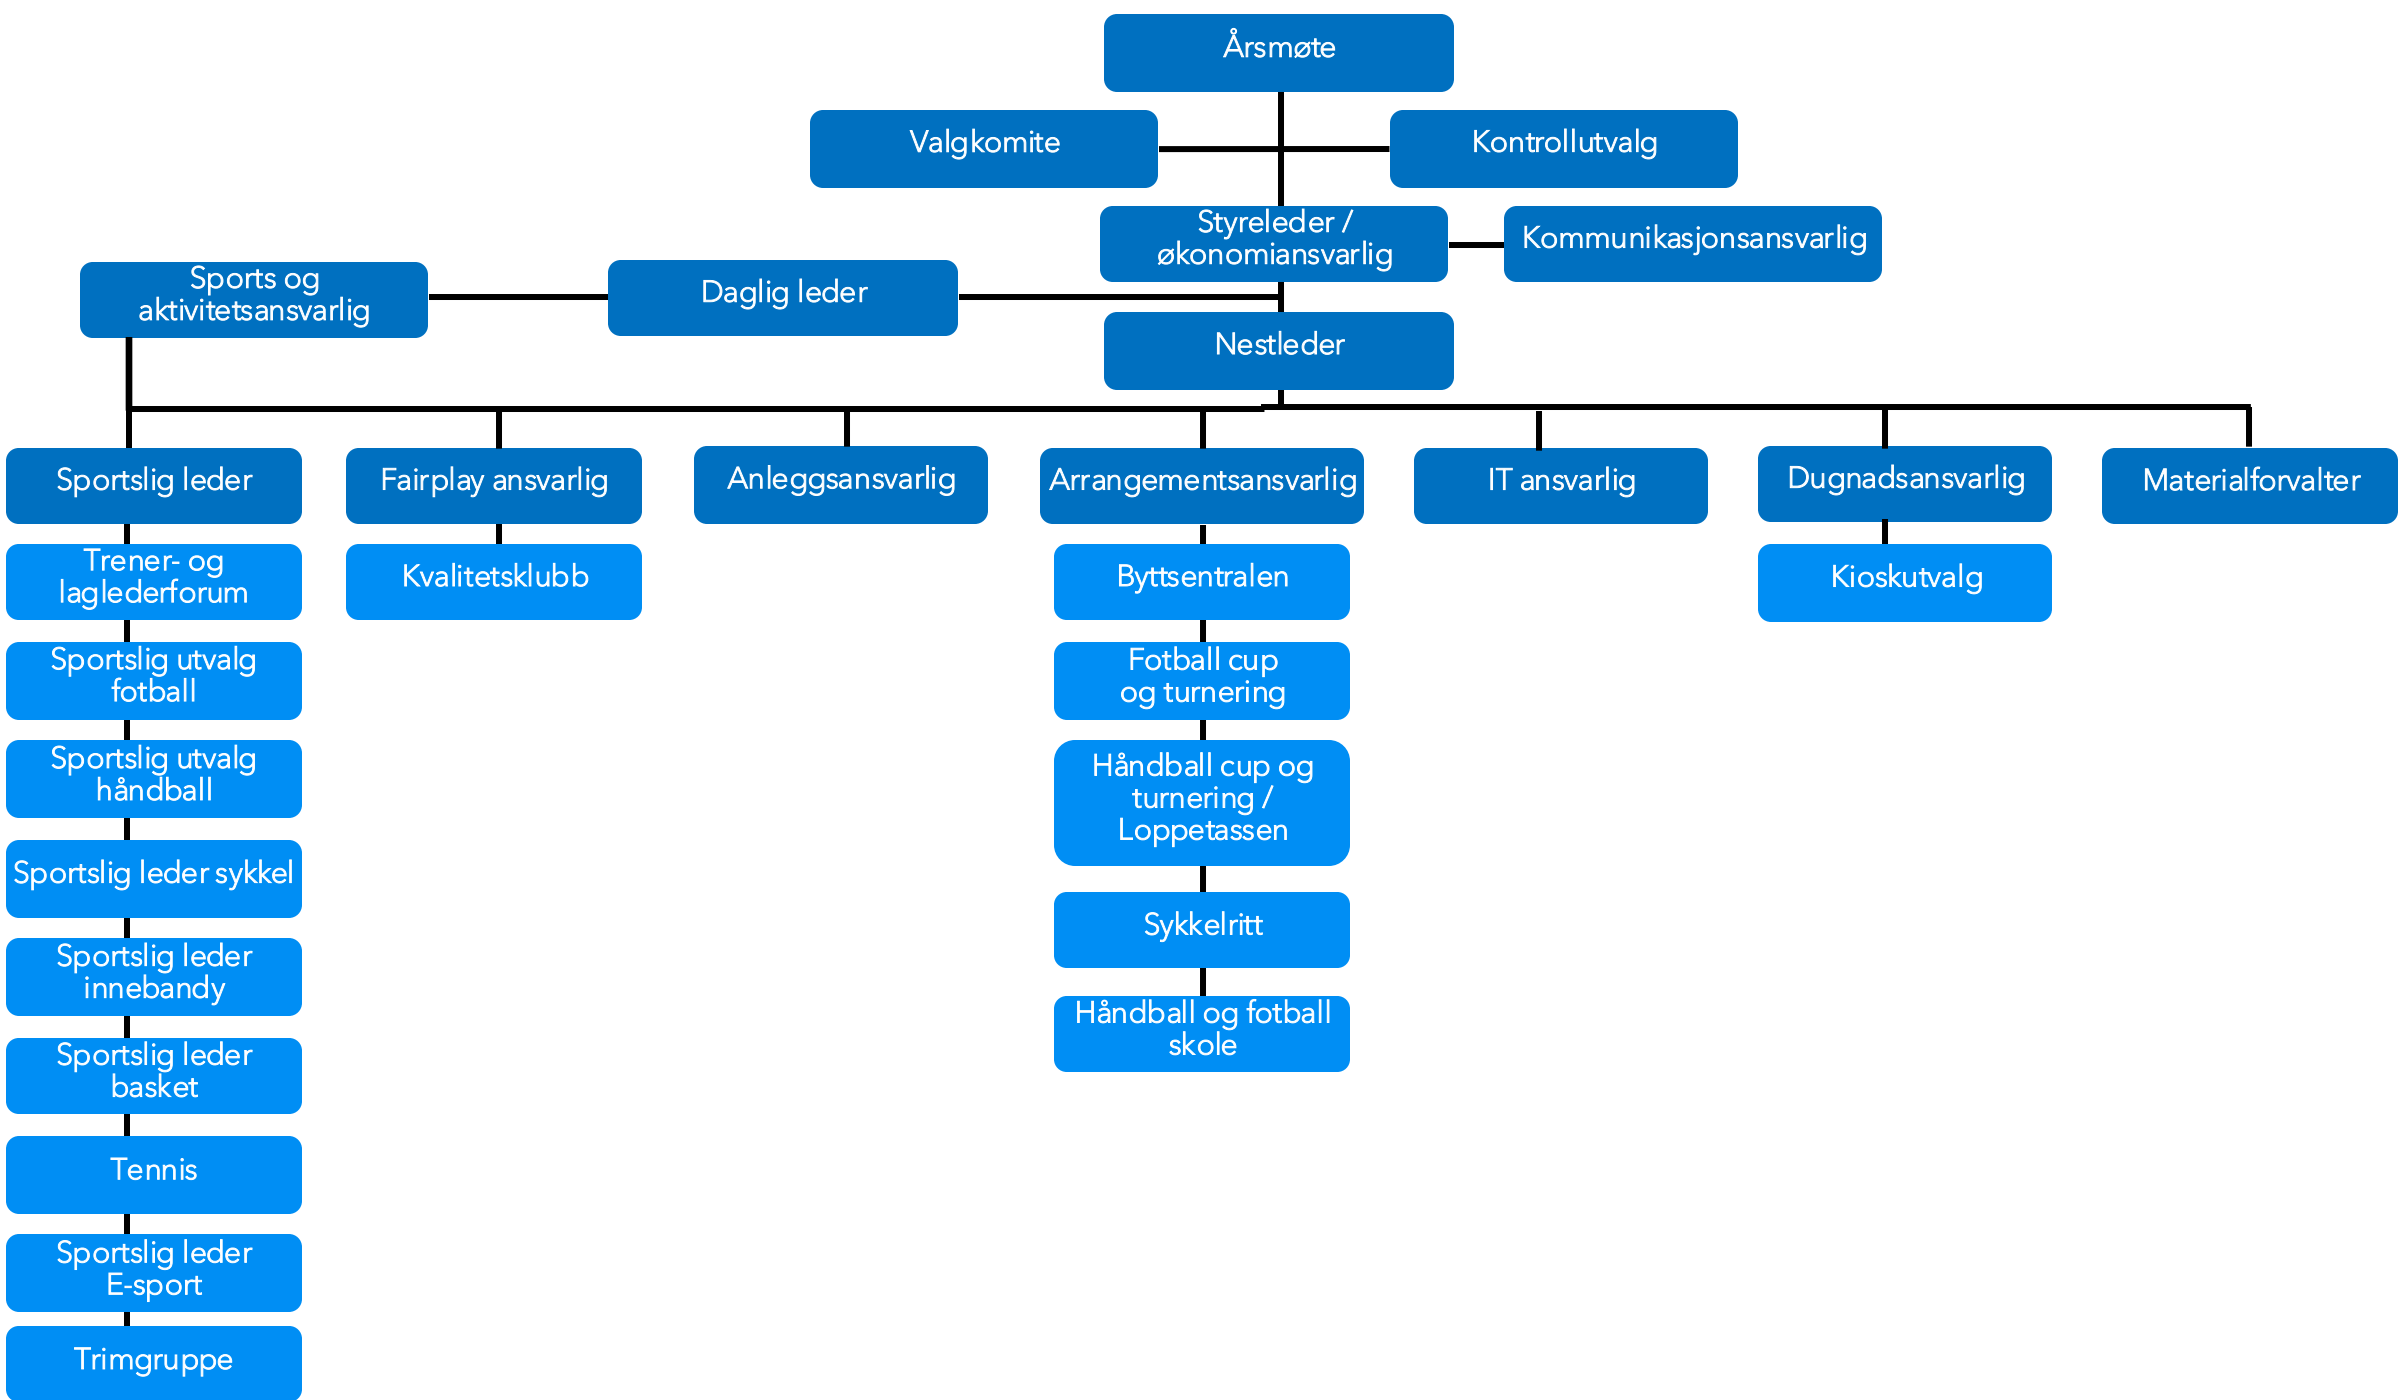 Årsmøte
Valgkomite
Kontrollutvalg
Styreleder /
økonomiansvarlig
Kommunikasjonsansvarlig
Sports og
aktivitetsansvarlig
Daglig leder
Nestleder
Sportslig leder
Fairplay ansvarlig
Anleggsansvarlig
Arrangementsansvarlig
IT ansvarlig
Dugnadsansvarlig
Materialforvalter
Trener- og
laglederforum
Sportslig utvalg
fotball
Sportslig utvalg
håndball
Sportslig leder sykkel
Sportslig leder
innebandy
Sportslig leder
basket
Tennis
Sportslig leder
E-sport
Trimgruppe
Kvalitetsklubb
Byttsentralen
Fotball cup
og turnering
Håndball cup og
turnering /
Loppetassen
Sykkelritt
Håndball og fotball
skole
Kioskutvalg